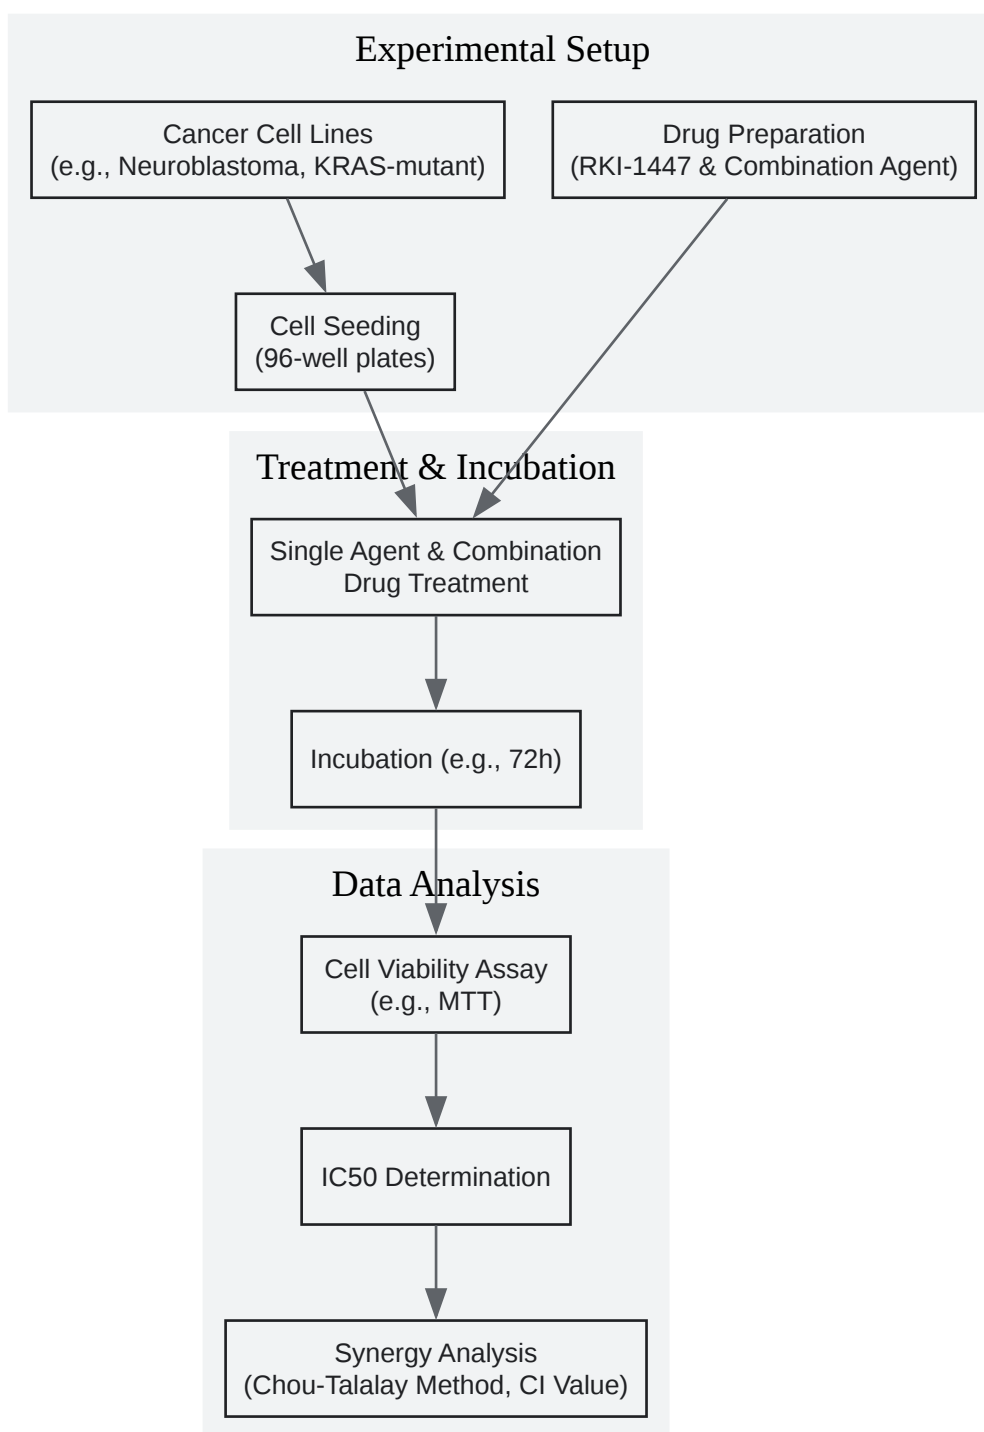 Experimental Setup
Cancer Cell Lines
(e.g., Neuroblastoma, KRAS-mutant)
Drug Preparation
(RKI-1447 & Combination Agent)
Cell Seeding
(96-well plates)
Treatment & Incubation
Single Agent & Combination
Drug Treatment
Incubation (e.g., 72h)
Data Analysis
Cell Viability Assay
(e.g., MTT)
IC50 Determination
Synergy Analysis
(Chou-Talalay Method, CI Value)